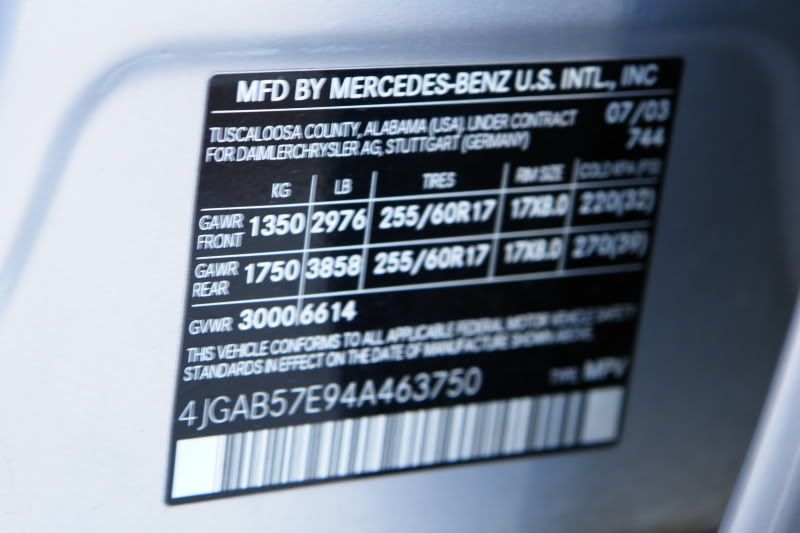 MFD BY MERCEDES-BENZ U.S. INTL., INC
TUSCALOOSA COUNTY, ALABAMA (USA). UNDER CONTRACT 07/03
FOR DAIMLERCHRYSLER AG, STUTTGART (GERMANY) 744
KG LB TIRES RIM SIZE COLD
GAWR FRONT 1350 2976 255/60R17 17X8.0 220(32)
GAWR REAR 1750 3858 255/60R17 17X8.0 270(39)
GVWR 3000 6614
THIS VEHICLE CONFORMS TO ALL APPLICABLE FEDERAL MOTOR VEHICLE SAFETY
STANDARDS IN EFFECT ON THE DATE OF MANUFACTURE SHOWN ABOVE.
4JGAB57E94A463750 TYPE: MPV